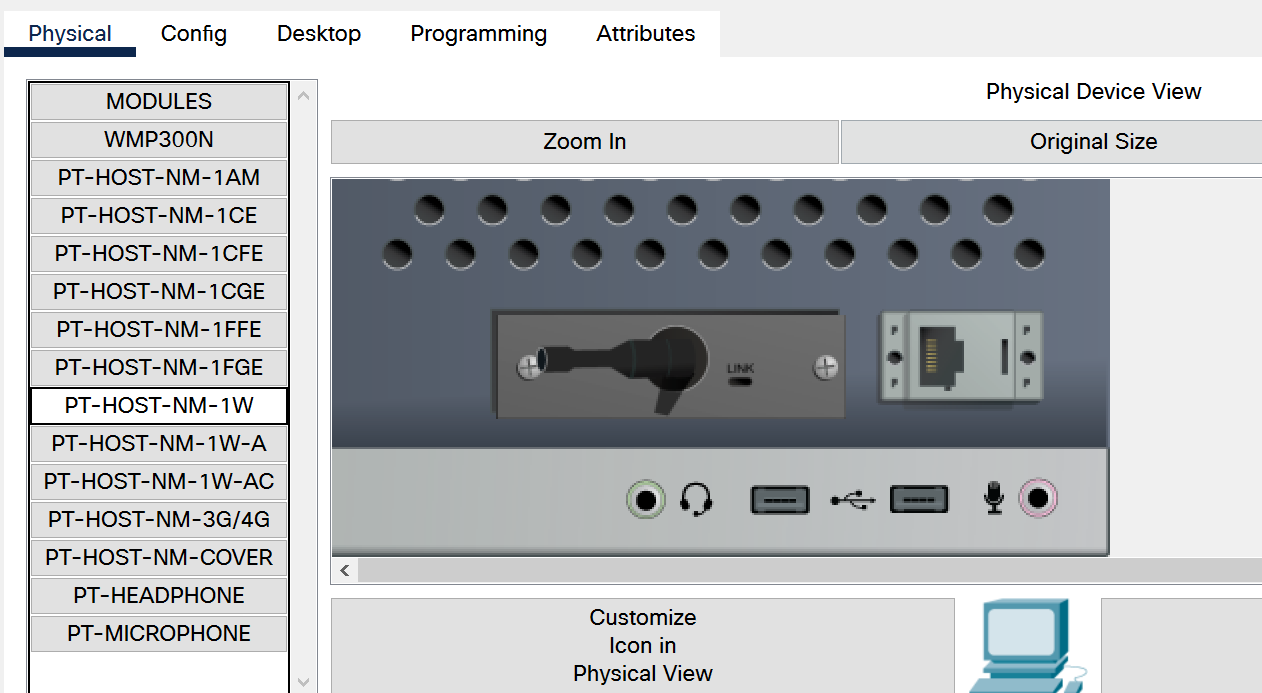 Physical Config Desktop Programming Attributes
MODULES
WMP300N
PT-HOST-NM-1AM
PT-HOST-NM-1CE
PT-HOST-NM-1CFE
PT-HOST-NM-1CGE
PT-HOST-NM-1FFE
PT-HOST-NM-1FGE
PT-HOST-NM-1W
PT-HOST-NM-1W-A
PT-HOST-NM-1W-AC
PT-HOST-NM-3G/4G
PT-HOST-NM-COVER
PT-HEADPHONE
PT-MICROPHONE
Physical Device View
Zoom In Original Size
LINK
Customize
Icon in
Physical View